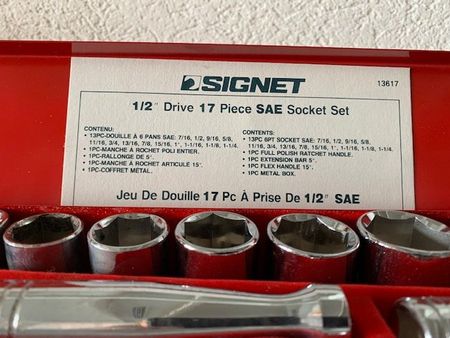 SIGNET
13617
1/2" Drive 17 Piece SAE Socket Set
CONTENU:
•13PC-DOUILLE À 6 PANS SAE: 7/16, 1/2, 9/16, 5/8,
11/16, 3/4, 13/16, 7/8, 15/16, 1", 1-1/16, 1-1/8, 1-1/4.
•1PC-MANCHE À ROCHET POLI ENTIER.
•1PC-RALLONGE DE 5".
•1PC-MANCHE A ROCHET ARTICULÉ 15".
•1PC-COFFRET MÉTAL.
CONTENTS:
•13PC 6PT SOCKET SAE: 7/16, 1/2, 9/16, 5/8,
11/16, 3/4, 13/16, 7/8, 15/16, 1", 1-1/16, 1-1/8, 1-1/4.
•1PC FULL POLISH RATCHET HANDLE.
•1PC EXTENSION BAR 5".
•1PC FLEX HANDLE 15".
•1PC METAL BOX.
Jeu De Douille 17 Pc À Prise De 1/2" SAE